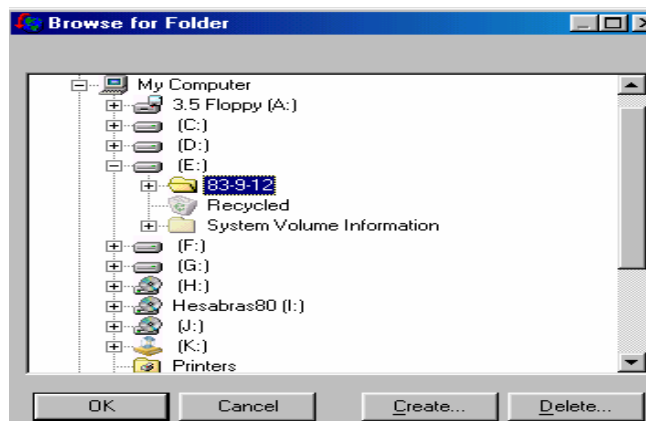 Browse for Folder
My Computer
3.5 Floppy (A:)
(C:)
(D:)
(E:)
83-9-12
Recycled
System Volume Information
(F:)
(G:)
(H:)
Hesabras80 (I:)
(J:)
(K:)
Printers
OK Cancel Create... Delete...